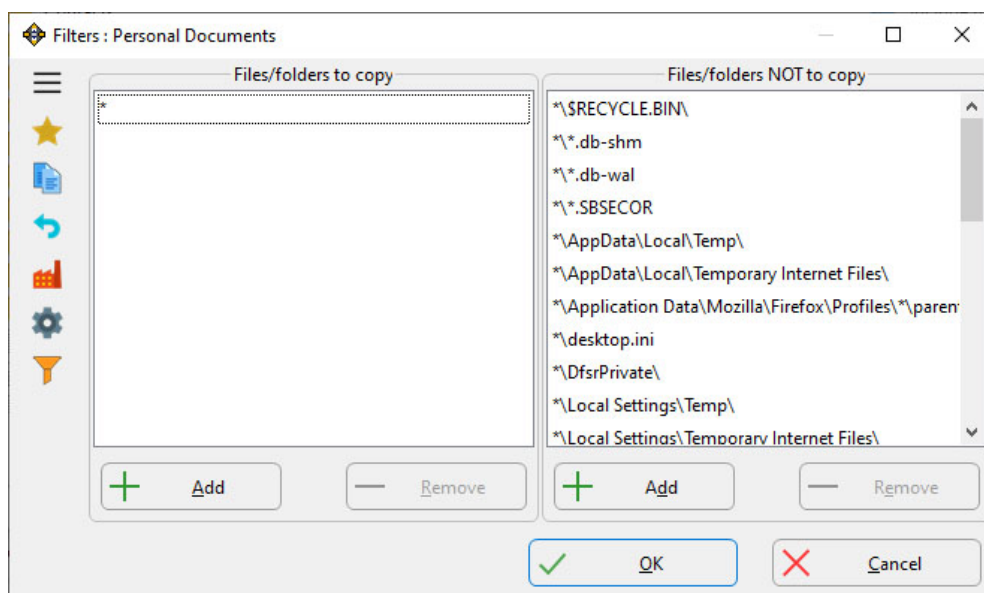 Filters : Personal Documents
Files/folders to copy
*
Add
Remove
Files/folders NOT to copy
*\$RECYCLE.BIN\
*\*.db-shm
*\*.db-wal
*\*.SBSECOR
*\AppData\Local\Temp\
*\AppData\Local\Temporary Internet Files\
*\Application Data\Mozilla\Firefox\Profiles\*\paren
*\desktop.ini
*\DfsrPrivate\
*\Local Settings\Temp\
*\Local Settings\Temporary Internet Files\
Add
Remove
OK
Cancel